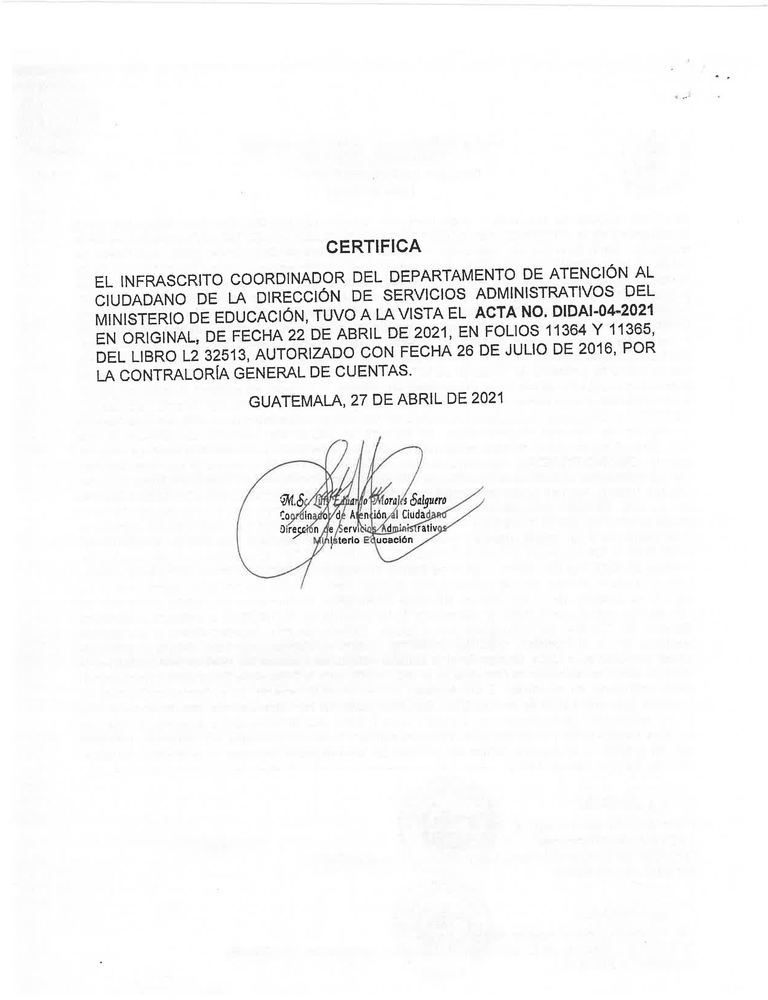 CERTIFICA
EL INFRASCRITO COORDINADOR DEL DEPARTAMENTO DE ATENCIÓN AL
CIUDADANO DE LA DIRECCIÓN DE SERVICIOS ADMINISTRATIVOS DEL
MINISTERIO DE EDUCACIÓN, TUVO A LA VISTA EL ACTA NO. DIDAI-04-2021
EN ORIGINAL, DE FECHA 22 DE ABRIL DE 2021, EN FOLIOS 11364 Y 11365,
DEL LIBRO L2 32513, AUTORIZADO CON FECHA 26 DE JULIO DE 2016, POR
LA CONTRALORÍA GENERAL DE CUENTAS.
GUATEMALA, 27 DE ABRIL DE 2021
M.Sc. Eduardo Morales Salguero
Coordinador de Atención al Ciudadano
Dirección de Servicios Administrativos
Ministerio Educación